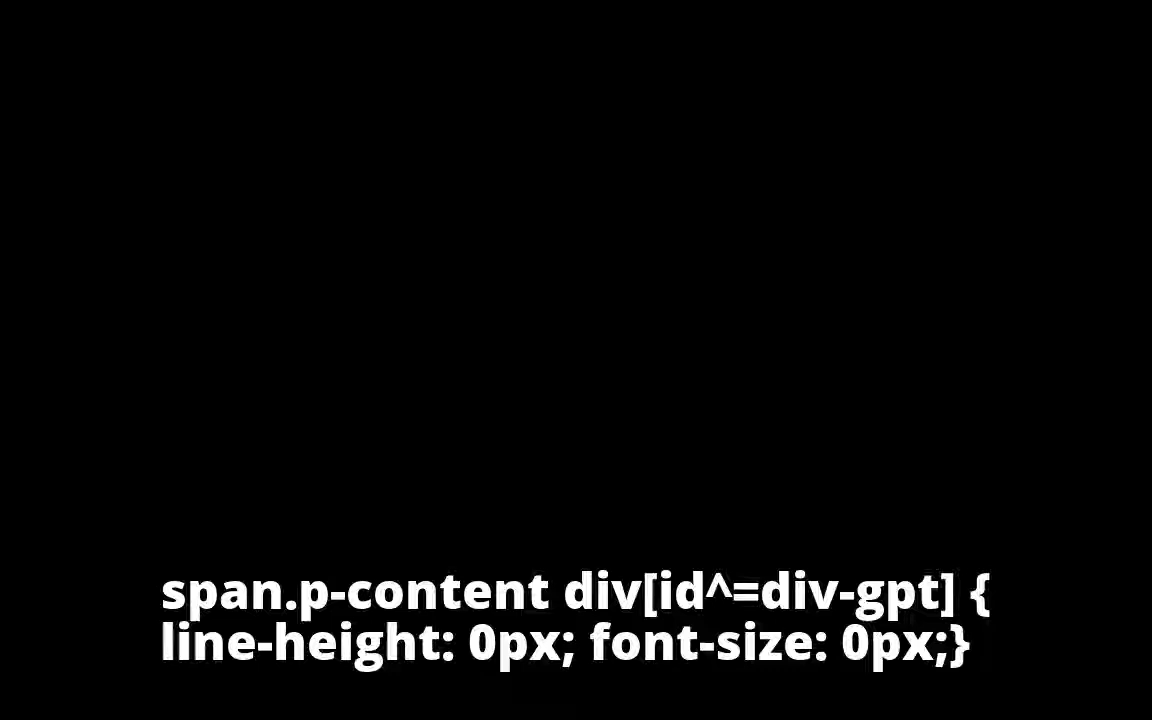 span.p-content div[id^=div-gpt] {
line-height: 0px; font-size: 0px;}